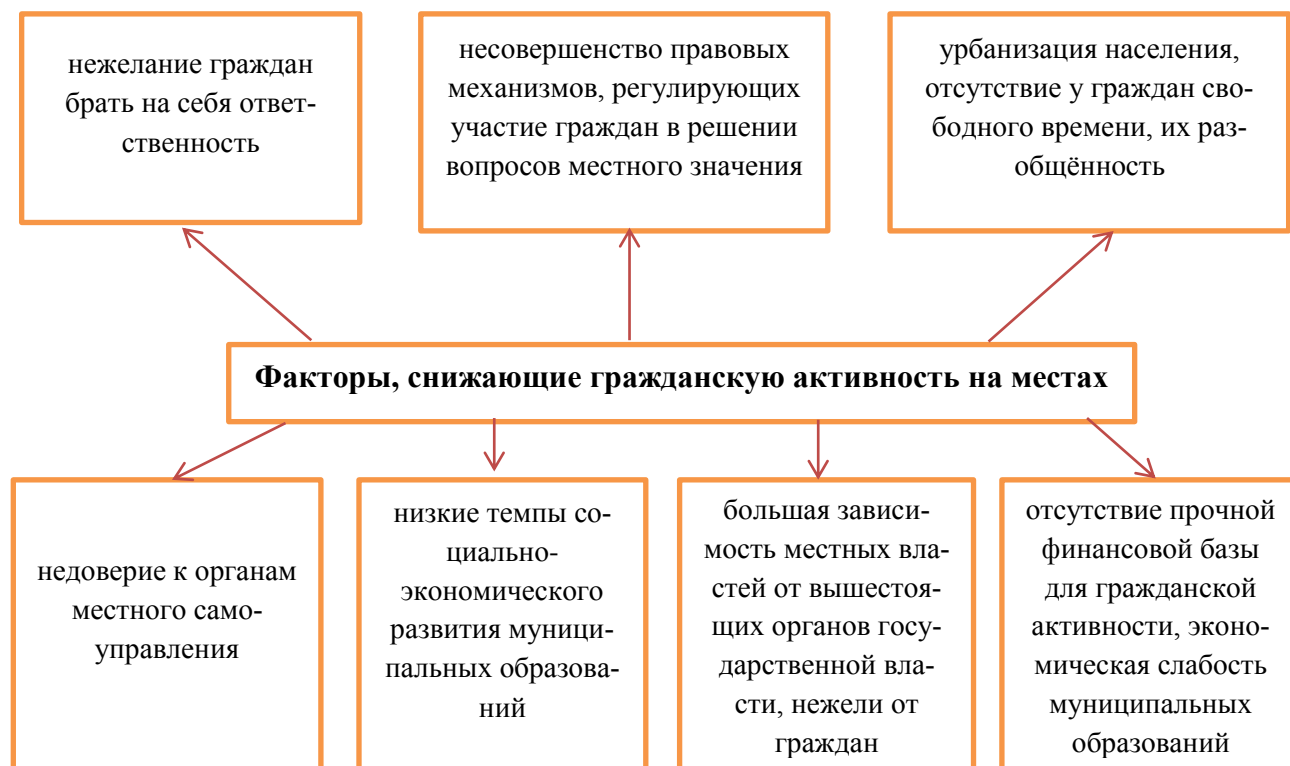 нежелание граждан
брать на себя ответ-
ственность
несовершенство правовых
механизмов, регулирующих
участие граждан в решении
вопросов местного значения
урбанизация населения,
отсутствие у граждан сво-
бодного времени, их раз-
общённость
Факторы, снижающие гражданскую активность на местах
недоверие к органам
местного само-
управления
низкие темпы со-
циально-
экономического
развития муници-
пальных образова-
ний
большая зависи-
мость местных вла-
стей от вышестоя-
щих органов госу-
дарственной вла-
сти, нежели от
граждан
отсутствие прочной
финансовой базы
для гражданской
активности, эконо-
мическая слабость
муниципальных
образований